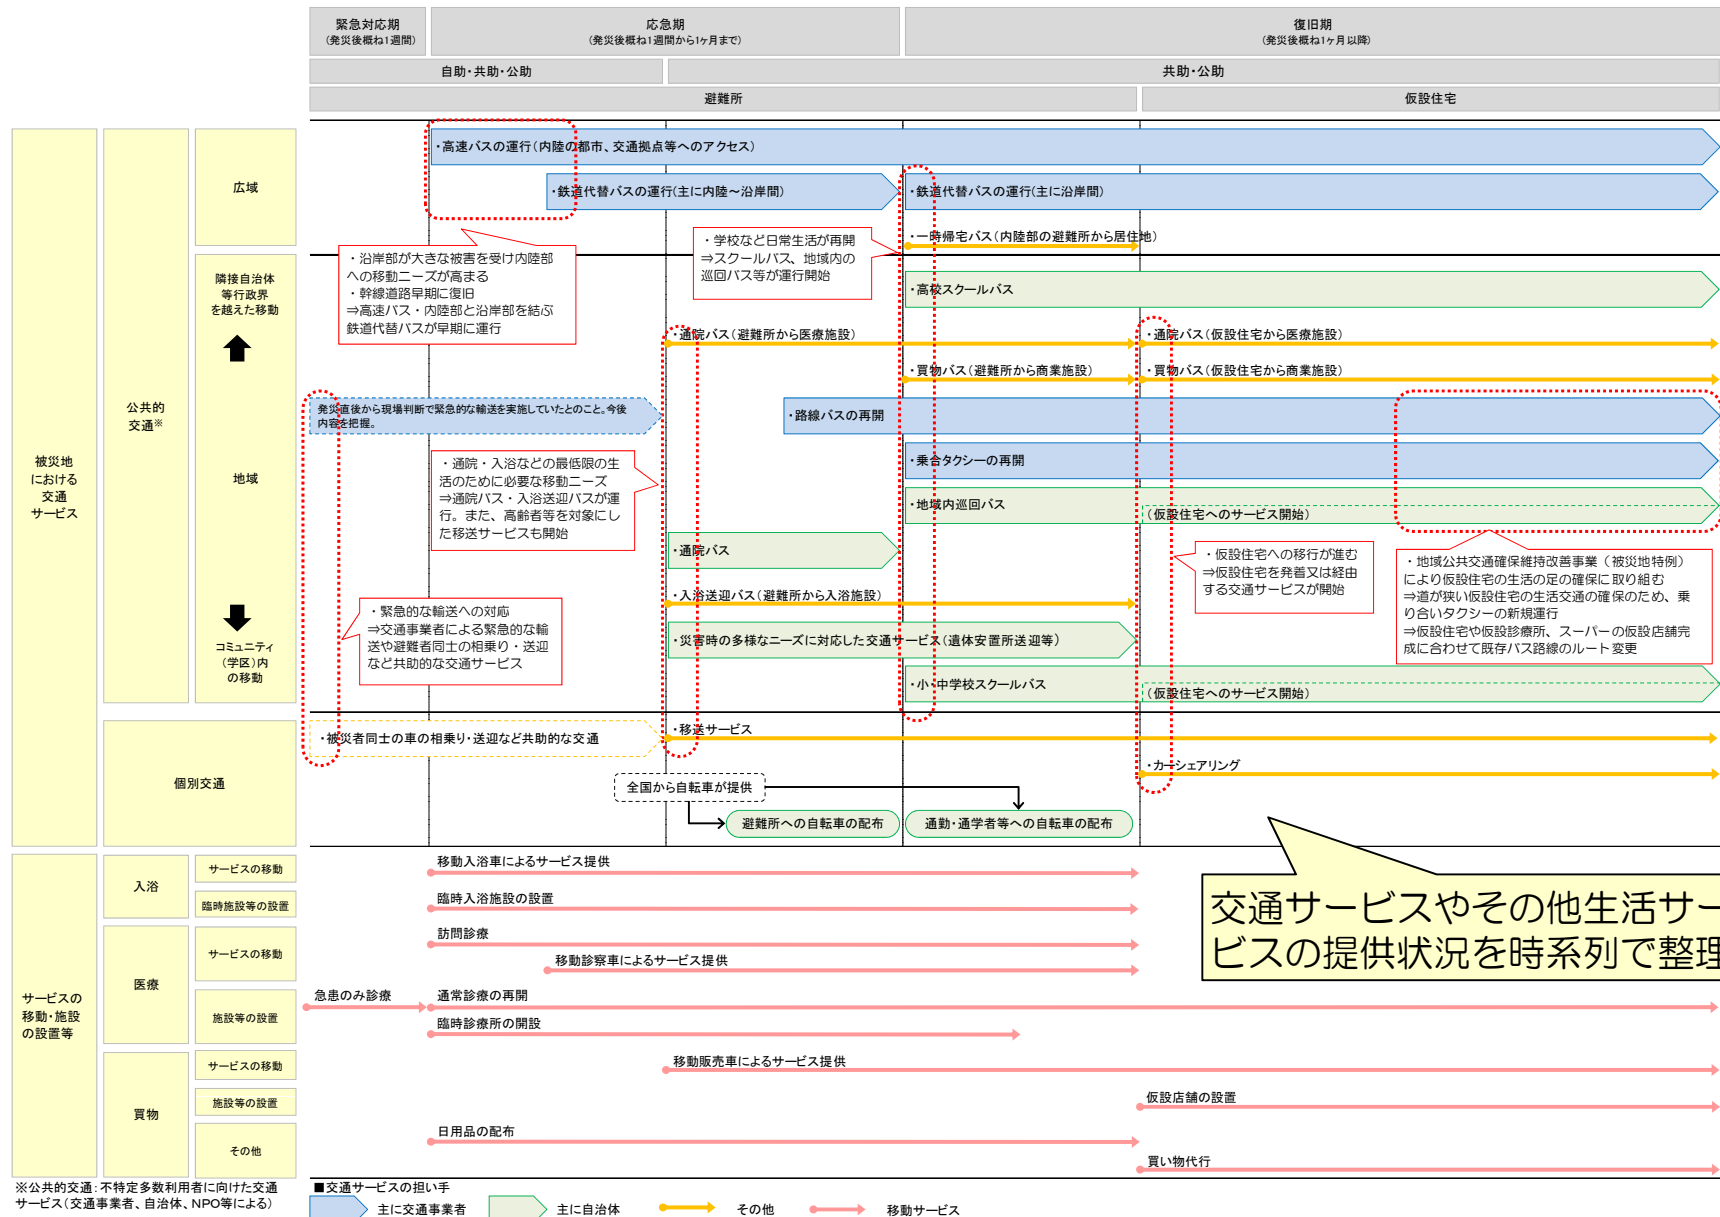 緊急対応期
(発災後概ね1週間)
応急期
(発災後概ね1週間から1ヶ月まで)
復旧期
(発災後概ね1ヶ月以降)
自助・共助・公助
共助・公助
避難所
仮設住宅
被災地
における
交通
サービス
公共的
交通※
広域
・高速バスの運行(内陸の都市、交通拠点等へのアクセス)
・鉄道代替バスの運行(主に内陸～沿岸間)
・鉄道代替バスの運行(主に沿岸間)
・一時帰宅バス(内陸部の避難所から居住地)
・沿岸部が大きな被害を受け内陸部
への移動ニーズが高まる
・幹線道路早期に復旧
⇒高速バス・内陸部と沿岸部を結ぶ
鉄道代替バスが早期に運行
・学校など日常生活が再開
⇒スクールバス、地域内の
巡回バス等が運行開始
隣接自治体
等行政界
を越えた移動
地域
コミュニティ
(学区)内
の移動
・高校スクールバス
・通院バス(避難所から医療施設)
・通院バス(仮設住宅から医療施設)
・買物バス(避難所から商業施設)
・買物バス(仮設住宅から商業施設)
発災直後から現場判断で緊急的な輸送を実施していたとのこと。今後
内容を把握。
・路線バスの再開
・乗合タクシーの再開
・通院・入浴などの最低限の生
活のために必要な移動ニーズ
⇒通院バス・入浴送迎バスが運
行。また、高齢者等を対象にし
た移送サービスも開始
・地域内巡回バス
(仮設住宅へのサービス開始)
・通院バス
・仮設住宅への移行が進む
⇒仮設住宅を発着又は経由
する交通サービスが開始
・地域公共交通確保維持改善事業（被災地特例）
により仮設住宅の生活の足の確保に取り組む
⇒道が狭い仮設住宅の生活交通の確保のため、乗
り合いタクシーの新規運行
⇒仮設住宅や仮設診療所、スーパーの仮設店舗完
成に合わせて既存バス路線のルート変更
・入浴送迎バス(避難所から入浴施設)
・緊急的な輸送への対応
⇒交通事業者による緊急的な輸
送や避難者同士の相乗り・送迎
など共助的な交通サービス
・災害時の多様なニーズに対応した交通サービス(遺体安置所送迎等)
・小・中学校スクールバス
(仮設住宅へのサービス開始)
個別交通
・被災者同士の車の相乗り・送迎など共助的な交通
・移送サービス
・カーシェアリング
全国から自転車が提供
避難所への自転車の配布
通勤・通学者等への自転車の配布
交通サービスやその他生活サー
ビスの提供状況を時系列で整理
サービスの
移動・施設
の設置等
入浴
サービスの移動
移動入浴車によるサービス提供
臨時施設等の設置
臨時入浴施設の設置
医療
サービスの移動
訪問診療
移動診察車によるサービス提供
施設等の設置
急患のみ診療
通常診療の再開
臨時診療所の開設
買物
サービスの移動
移動販売車によるサービス提供
施設等の設置
仮設店舗の設置
その他
日用品の配布
買い物代行
※公共的交通：不特定多数利用者に向けた交通
サービス(交通事業者、自治体、NPO等による)
■交通サービスの担い手
主に交通事業者
主に自治体
その他
移動サービス